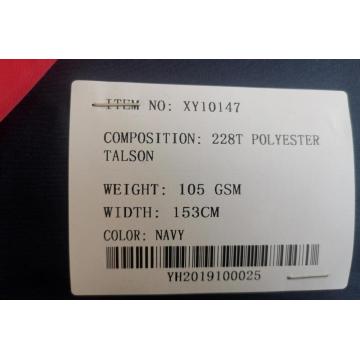 ITEM NO: XY10147
COMPOSITION: 228T POLYESTER
TALSON
WEIGHT: 105 GSM
WIDTH: 153CM
COLOR: NAVY
YH2019100025